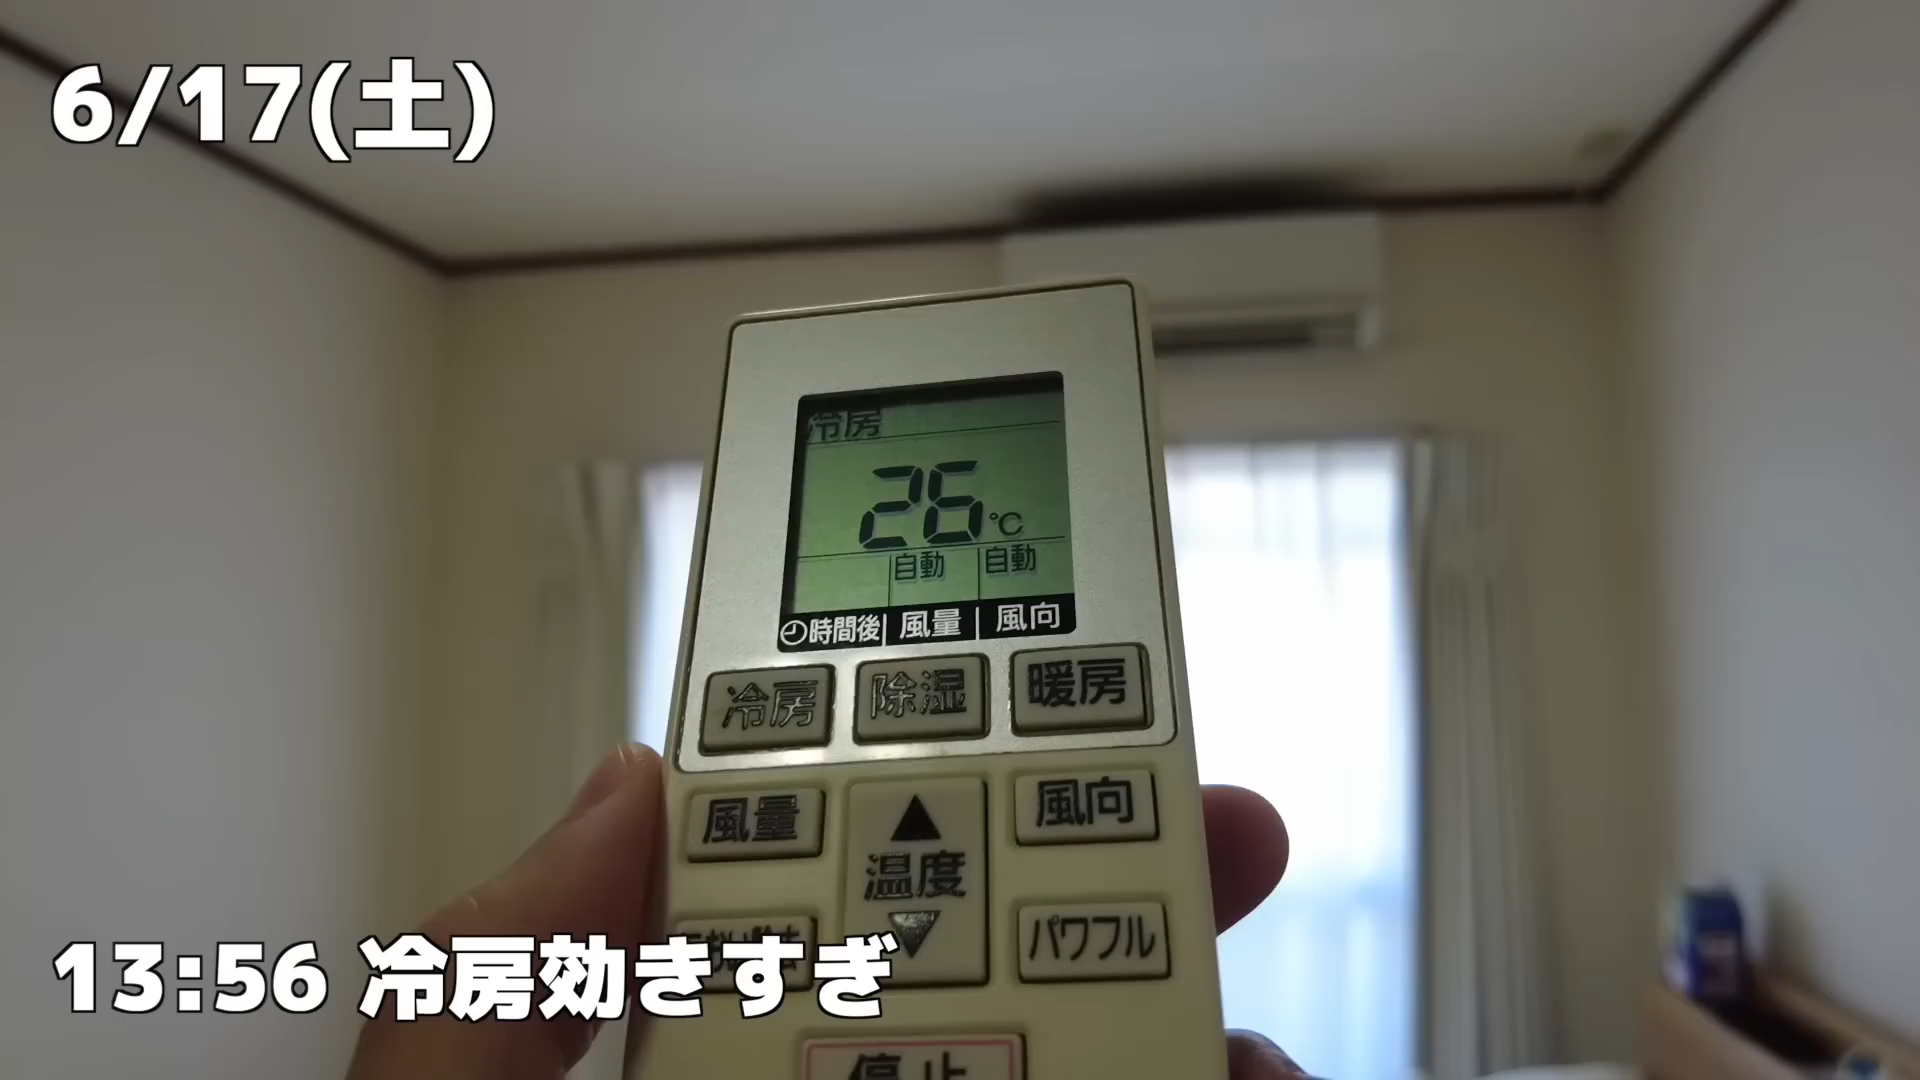 6/17(土)
冷房
26℃
自動 自動
時間後 風量 風向
冷房 除湿 暖房
風量 風向
温度
パワフル
13:56 冷房効きすぎ
停止